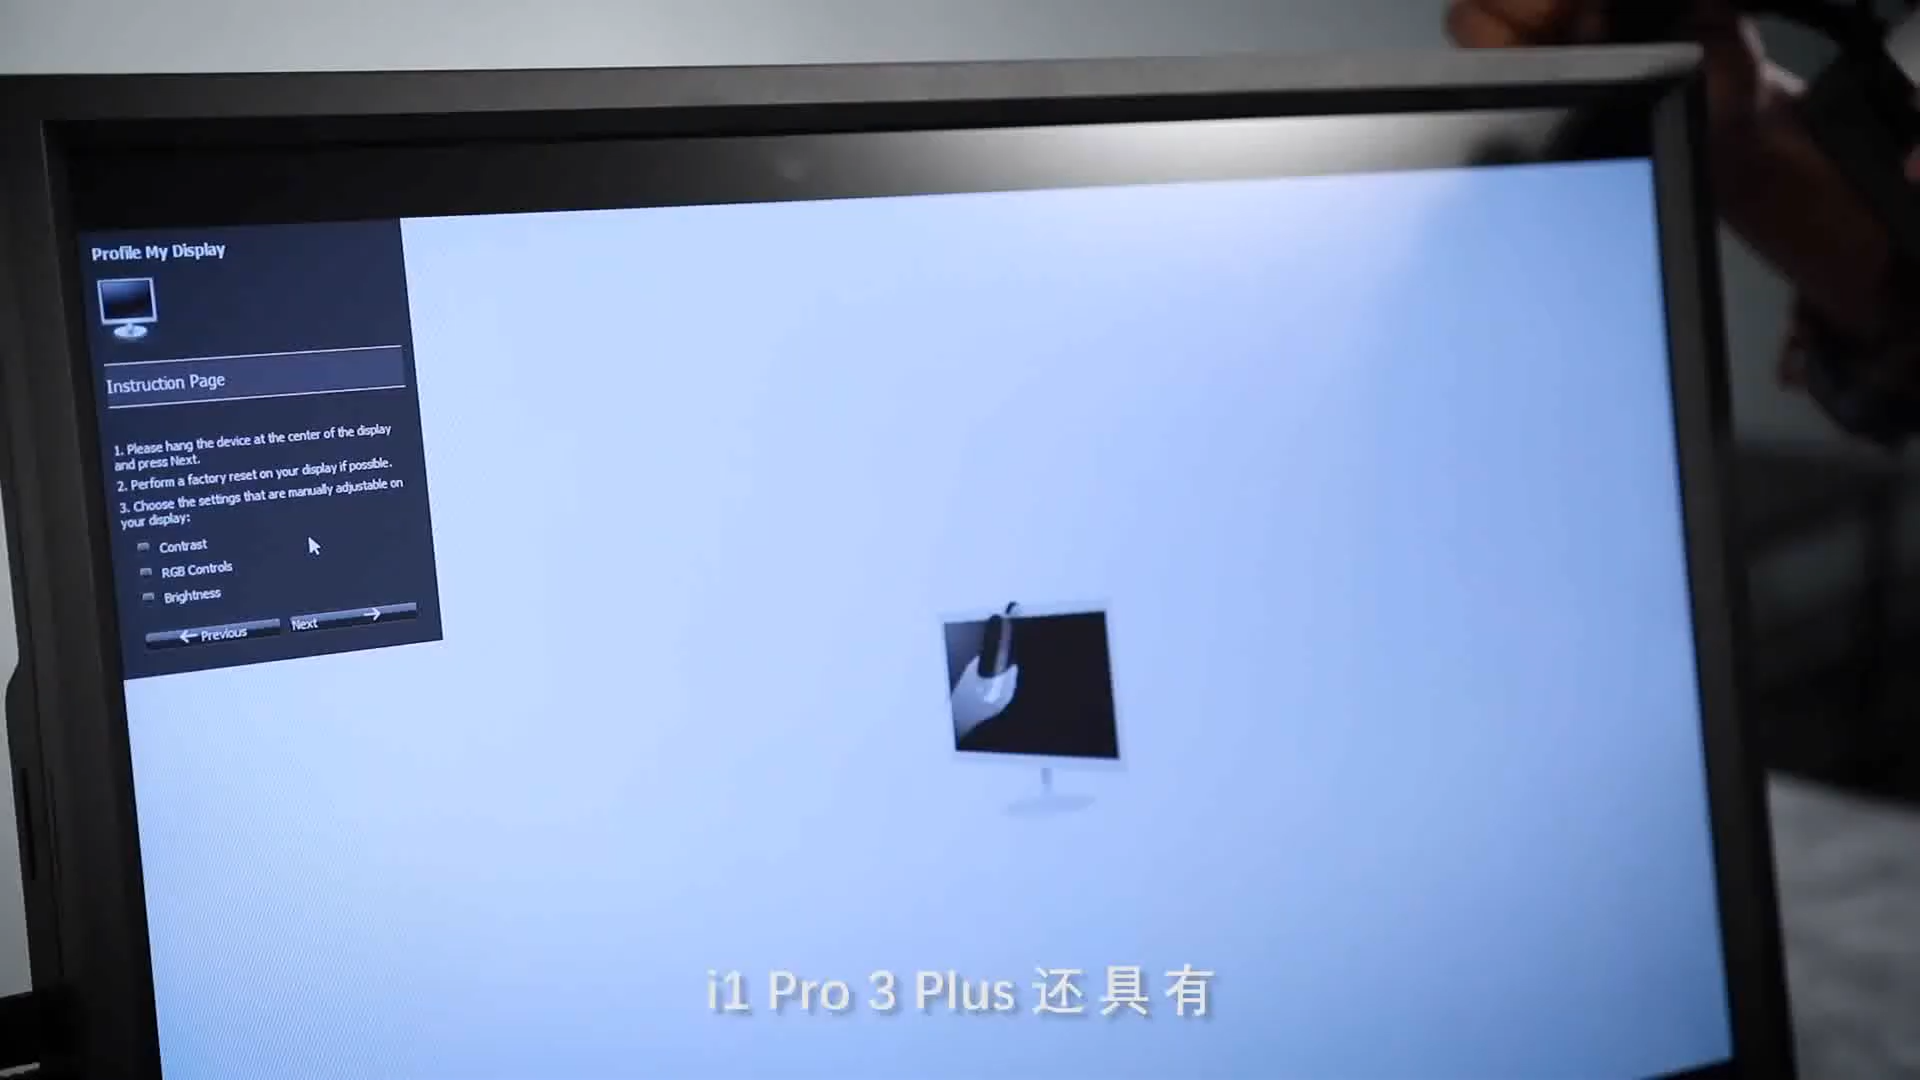 Profile My Display
Instruction Page
1. Please hang the device at the center of the display
and press Next.
2. Perform a factory reset on your display if possible.
3. Choose the settings that are manually adjustable on
your display:
Contrast
RGB Controls
Brightness
Previous
Next
i1 Pro 3 Plus 还具有